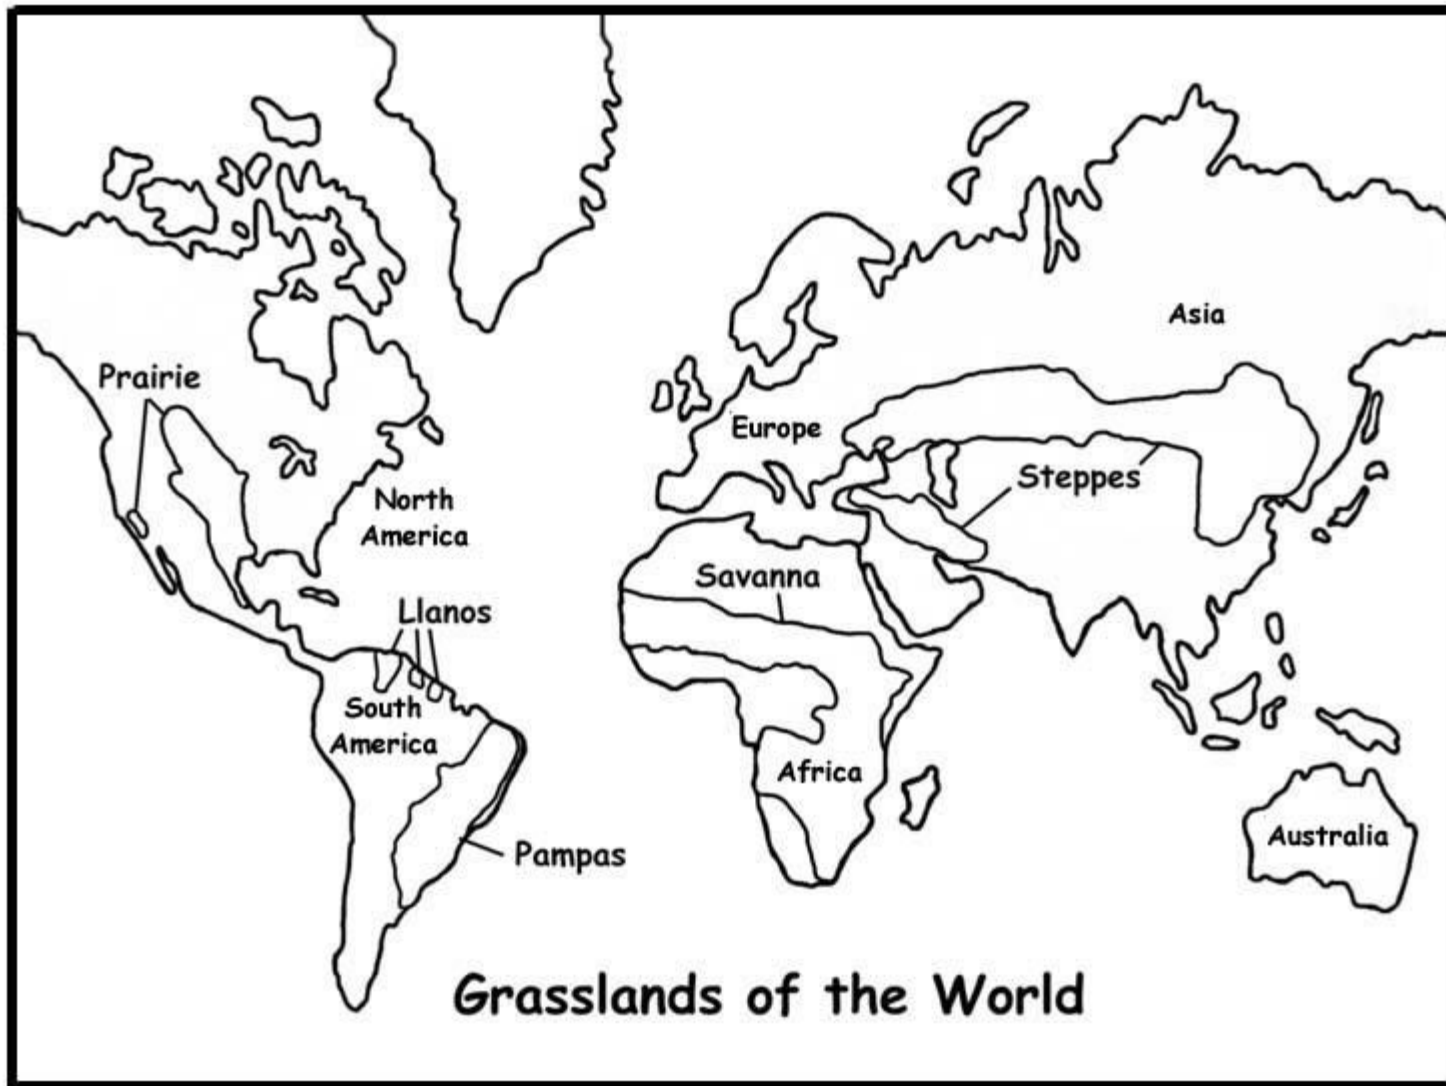 Asia
Prairie
Europe
Steppes
North
America
Savanna
Llanos
South
America
Africa
Australia
Pampas
Grasslands of the World